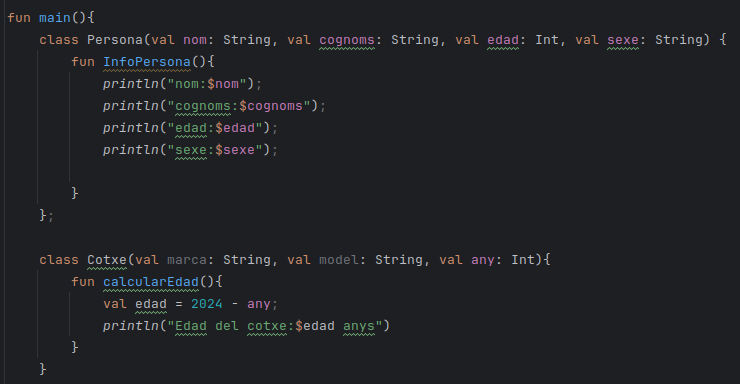 fun main(){
    class Persona(val nom: String, val cognoms: String, val edad: Int, val sexe: String) {
        fun InfoPersona(){
            println("nom:$nom");
            println("cognoms:$cognoms");
            println("edad:$edad");
            println("sexe:$sexe");
        }
    };
    class Cotxe(val marca: String, val model: String, val any: Int){
        fun calcularEdad(){
            val edad = 2024 - any;
            println("Edad del cotxe:$edad anys")
        }
    }